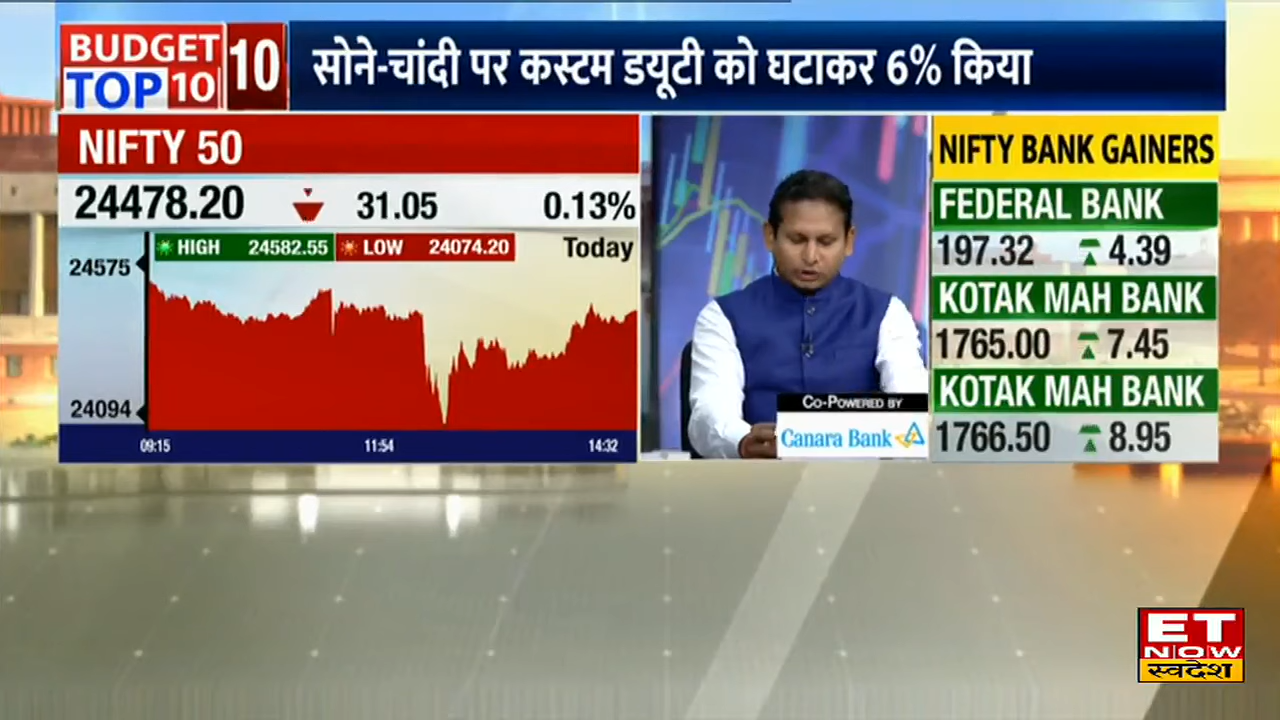 BUDGET
TOP 10
10
सोने-चांदी पर कस्टम डयूटी को घटाकर 6% किया
NIFTY 50
24478.20 31.05 0.13%
HIGH 24582.55 LOW 24074.20 Today
24575
24094
09:15 11:54 14:32
CO-POWERED BY
Canara Bank
NIFTY BANK GAINERS
FEDERAL BANK
197.32 4.39
KOTAK MAH BANK
1765.00 7.45
KOTAK MAH BANK
1766.50 8.95
ET
NOW
स्वदेश